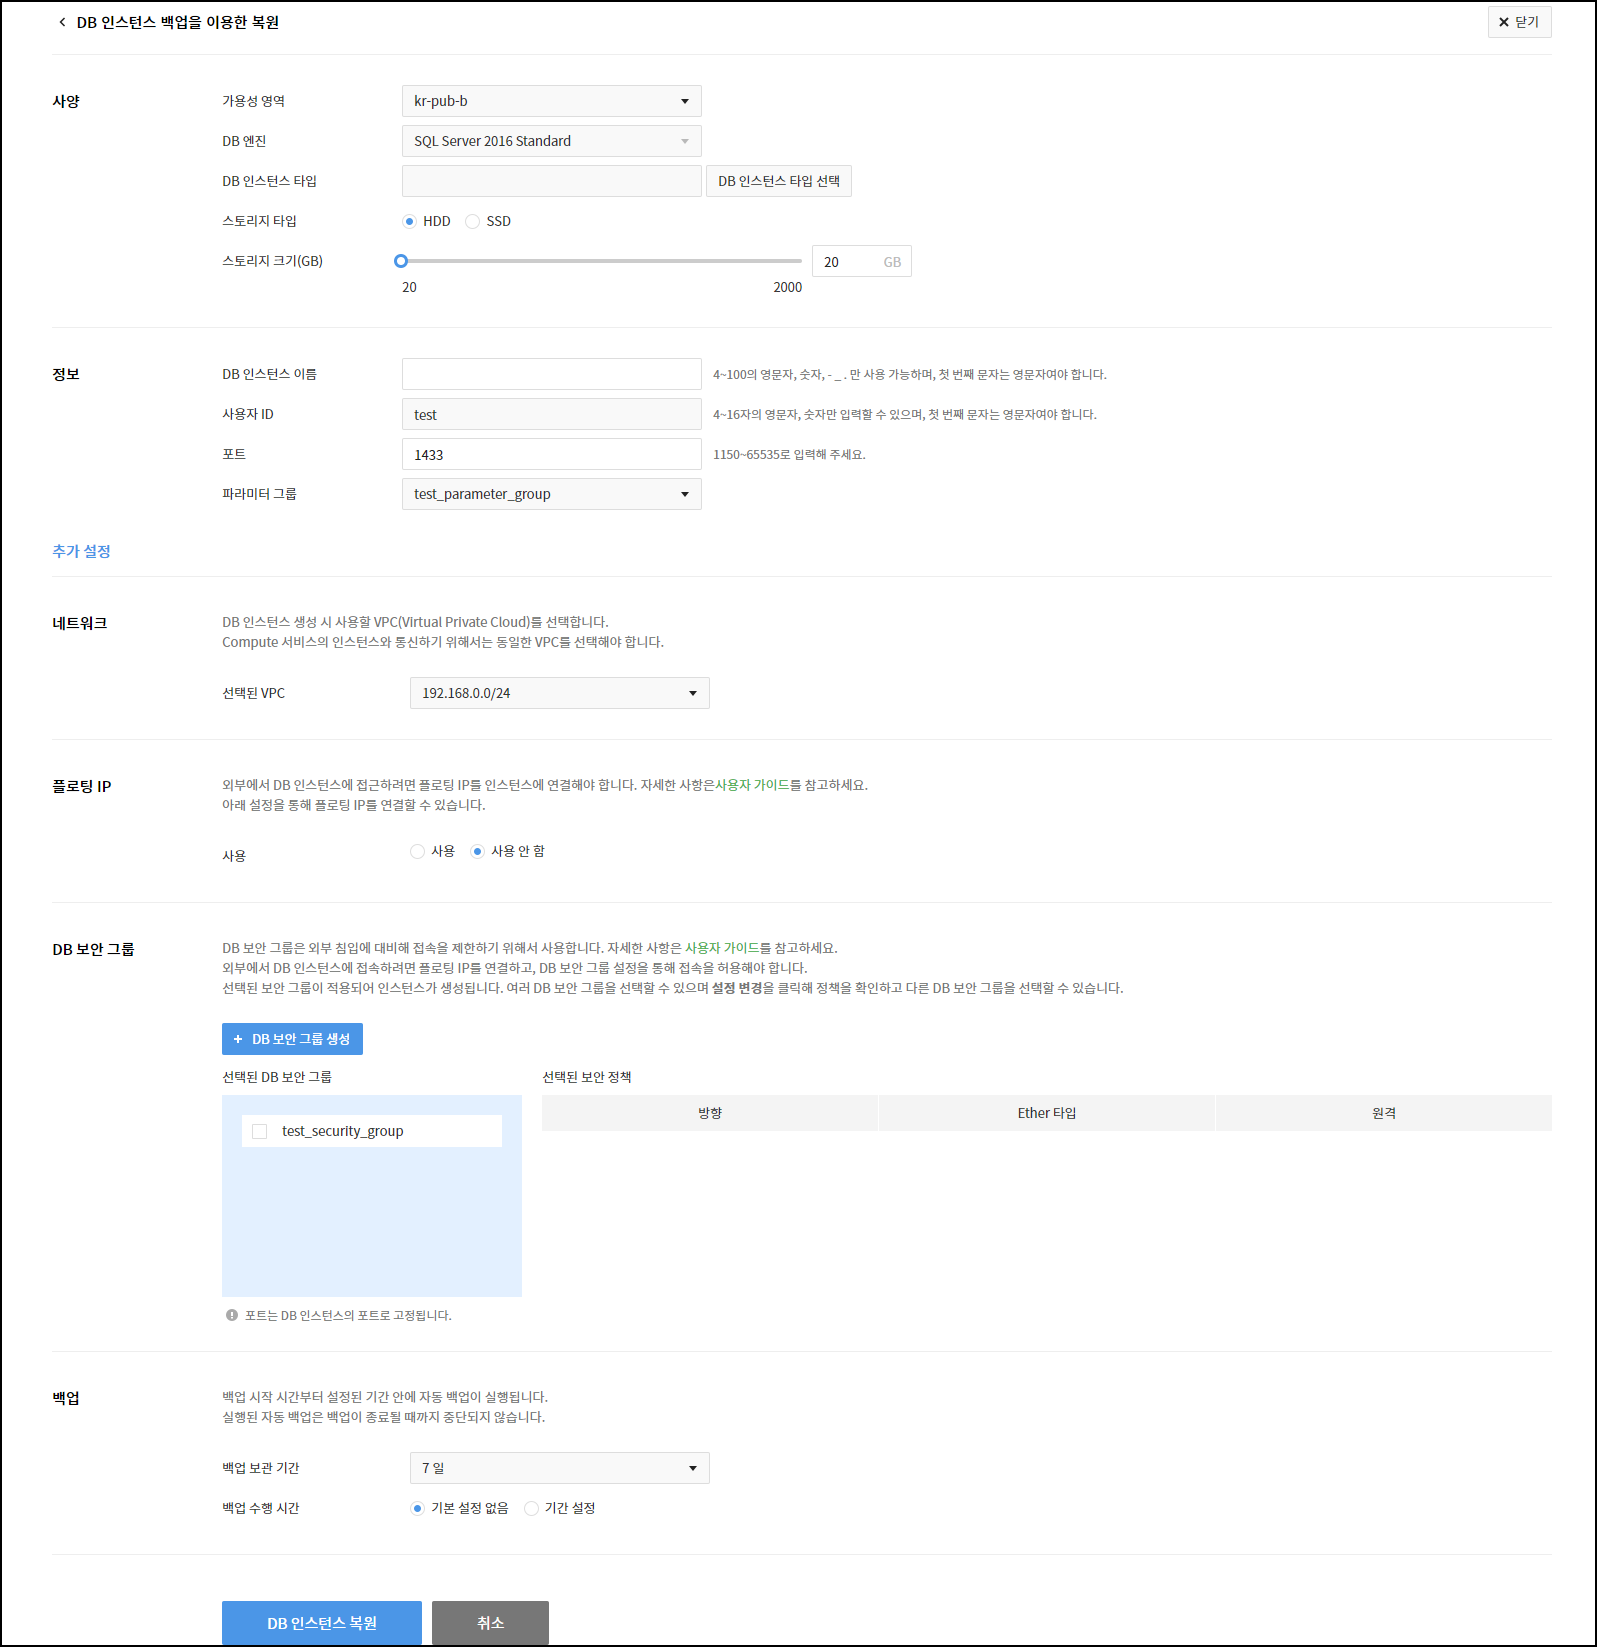 DB 인스턴스 백업을 이용한 복원
닫기
사양
가용성 영역
kr-pub-b
DB 엔진
SQL Server 2016 Standard
DB 인스턴스 타입
DB 인스턴스 타입 선택
스토리지 타입
HDD
SSD
스토리지 크기(GB)
20 GB
20
2000
정보
DB 인스턴스 이름
4~100의 영문자, 숫자, - _ . 만 사용 가능하며, 첫 번째 문자는 영문자여야 합니다.
사용자 ID
test
4~16자의 영문자, 숫자만 입력할 수 있으며, 첫 번째 문자는 영문자여야 합니다.
포트
1433
1150~65535로 입력해 주세요.
파라미터 그룹
test_parameter_group
추가 설정
네트워크
DB 인스턴스 생성 시 사용할 VPC(Virtual Private Cloud)를 선택합니다.
Compute 서비스의 인스턴스와 통신하기 위해서는 동일한 VPC를 선택해야 합니다.
선택된 VPC
192.168.0.0/24
플로팅 IP
외부에서 DB 인스턴스에 접근하려면 플로팅 IP를 인스턴스에 연결해야 합니다. 자세한 사항은사용자 가이드를 참고하세요.
아래 설정을 통해 플로팅 IP를 연결할 수 있습니다.
사용
사용
사용 안 함
DB 보안 그룹
DB 보안 그룹은 외부 침입에 대비해 접속을 제한하기 위해서 사용합니다. 자세한 사항은 사용자 가이드를 참고하세요.
외부에서 DB 인스턴스에 접속하려면 플로팅 IP를 연결하고, DB 보안 그룹 설정을 통해 접속을 허용해야 합니다.
선택된 보안 그룹이 적용되어 인스턴스가 생성됩니다. 여러 DB 보안 그룹을 선택할 수 있으며 설정 변경을 클릭해 정책을 확인하고 다른 DB 보안 그룹을 선택할 수 있습니다.
+ DB 보안 그룹 생성
선택된 DB 보안 그룹
선택된 보안 정책
방향
Ether 타입
원격
test_security_group
포트는 DB 인스턴스의 포트로 고정됩니다.
백업
백업 시작 시간부터 설정된 기간 안에 자동 백업이 실행됩니다.
실행된 자동 백업은 백업이 종료될 때까지 중단되지 않습니다.
백업 보관 기간
7 일
백업 수행 시간
기본 설정 없음
기간 설정
DB 인스턴스 복원
취소